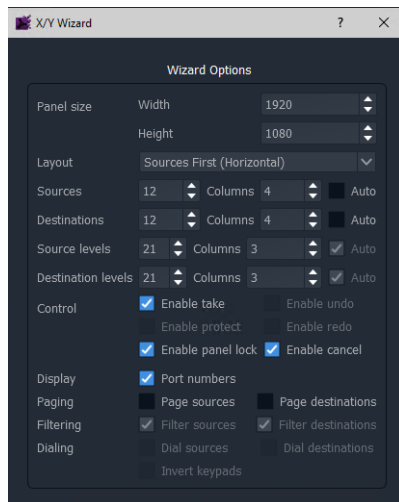 X/Y Wizard ?
Wizard Options
Panel size Width 1920
Height 1080
Layout Sources First (Horizontal)
Sources 12 Columns 4 Auto
Destinations 12 Columns 4 Auto
Source levels 21 Columns 3 Auto
Destination levels 21 Columns 3 Auto
Control Enable take Enable undo
Enable protect Enable redo
Enable panel lock Enable cancel
Display Port numbers
Paging Page sources Page destinations
Filtering Filter sources Filter destinations
Dialing Dial sources Dial destinations
Invert keypads